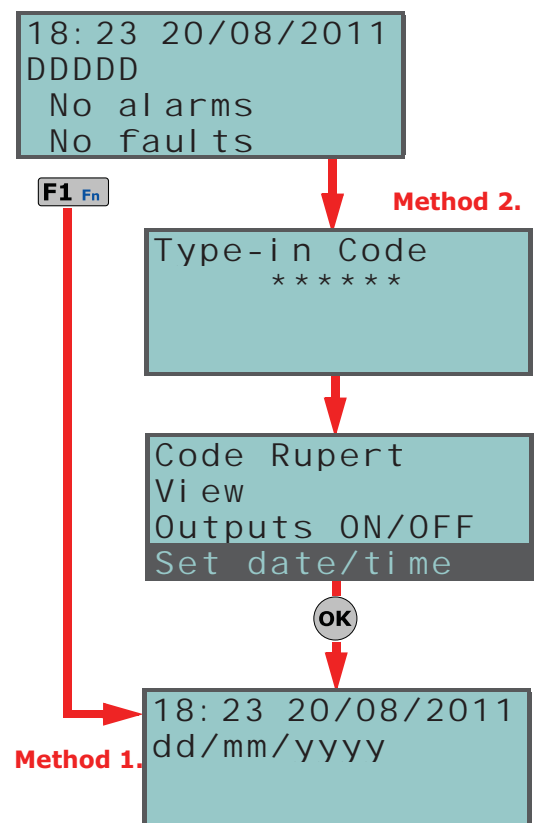 18:23 20/08/2011
DDDDD
No alarms
No faults
F1 Fn
Method 2.
Type-in Code
******
Code Rupert
View
Outputs ON/OFF
Set date/time
OK
18:23 20/08/2011
dd/mm/yyyy
Method 1.